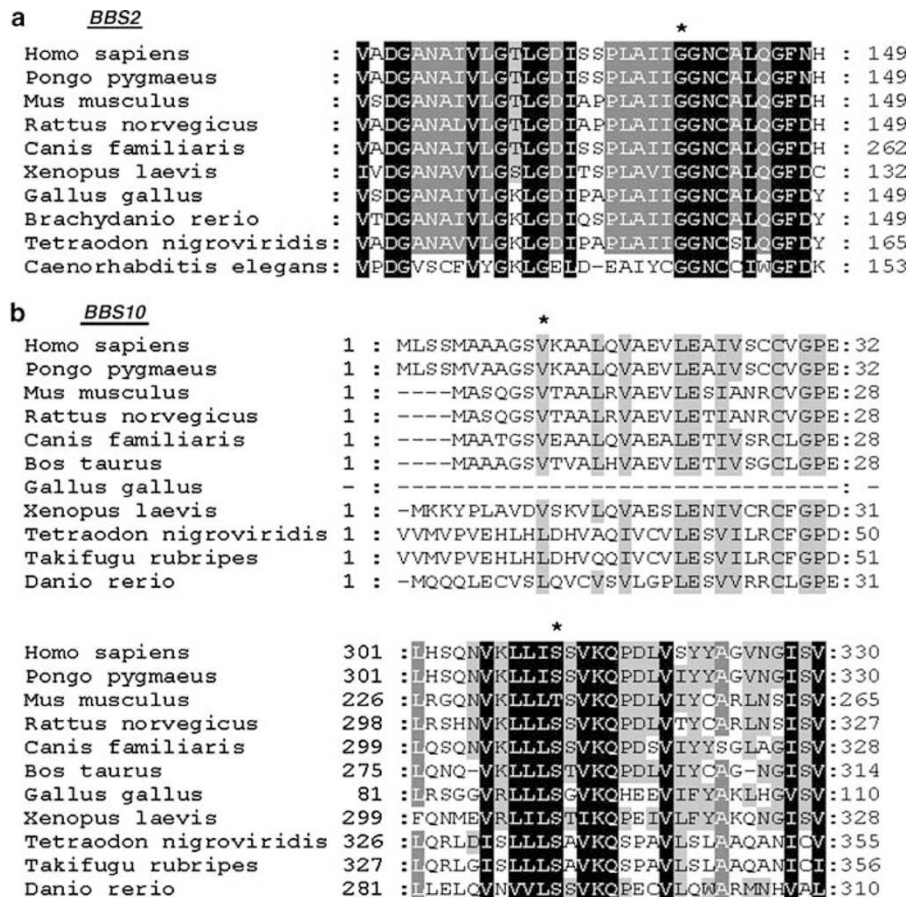 a BBS2
*
Homo sapiens : VADGANAIVLGTLGDISSPLAIIGGNCALQGFNH : 149
Pongo pygmaeus : VADGANAIVLGTLGDISSPLAIIGGNCALQGFNH : 149
Mus musculus : VSDGANAIVLGTLGDIAPPLAIIGGNCALQGFDH : 149
Rattus norvegicus : VADGANALVLGTLGDIAPPLAIIGGNCALQGFDH : 149
Canis familiaris : VADGANAIVLGTLGDISSPLAIIGGNCALQGFDH : 262
Xenopus laevis : IVDGANAVVLGSLGDITSPLAVIGGNCALQGFDC : 132
Gallus gallus : VSDGANAIVLGKLGDIPAPLAIIGGNCALQGFDY : 149
Brachydanio rerio : VTDGANAIVLGKLGDIQSPLAIIGGNCALQGFDY : 149
Tetraodon nigroviridis: VADGANAVVLGKLGDIPAPLAIIGGNCSLQGFDY : 165
Caenorhabditis elegans: VPDGVSCFVYGKLGELD-EAIYCGGNCCIWGFDK : 153
b BBS10
*
Homo sapiens 1 : MLSSMAAAGSVKAALQVAEVLEAIVSCCVGPE:32
Pongo pygmaeus 1 : MLSSMVAAGSVKAALQVAEVLEAIVSCCVGPE:32
Mus musculus 1 : ----MASQGSVTAALRVAEVLESIANRCVGPE:28
Rattus norvegicus 1 : ----MASQGSVTAALRVAEVLETIANRCVGPE:28
Canis familiaris 1 : ----MAATGSVEAALQVAEALETIVSRCLGPE:28
Bos taurus 1 : ----MAAAGSVTVALHVAEVLETIVSGCLGPE:28
Gallus gallus - : --------------------------------: -
Xenopus laevis 1 : -MKKYPLAVDVSKVLQVAESLENIVCRCFGPD:31
Tetraodon nigroviridis 1 : VVMVPVEHLHLDHVAQIVCVLESVILRCFGPD:50
Takifugu rubripes 1 : VVMVPVEHLHLDHVQQIVCVLESVILRCFGPD:51
Danio rerio 1 : -MQQQLECVSLQVCVSVLGPLESVVRRCLGPE:31
*
Homo sapiens 301 :LHSQNVKLLISSVKQPDLVSYYAGVNGISV:330
Pongo pygmaeus 301 :LHSQNVKLLISSVKQPDLVIYYAGVNGISV:330
Mus musculus 226 :LRGQNVKLLLTSVKQPDLVIYCARLNSISV:265
Rattus norvegicus 298 :LRSHNVKLLLSSVKQPDLVTYCARLNGISV:327
Canis familiaris 299 :LQSQNVKLLLSSVKQPDSVIYYSGLAGISV:328
Bos taurus 275 :LQNQ-VKLLLSTVKQPDLVIYCAG-NGISV:314
Gallus gallus 81 :LRSGGVRLLLSGVKQHEEVIFYAKLHGVSV:110
Xenopus laevis 299 :FQNMEVRLILSTIKQPEIVLFYAKQNGISV:328
Tetraodon nigroviridis 326 :LQRLDISLLLSAVKQSPAVLSLAAQANICV:355
Takifugu rubripes 327 :LQRLGISLLLSAVKQSPAVLSLAAQANICI:356
Danio rerio 281 :LLELQVNVVLSSVKQPECVLQWARMNHVAL:310